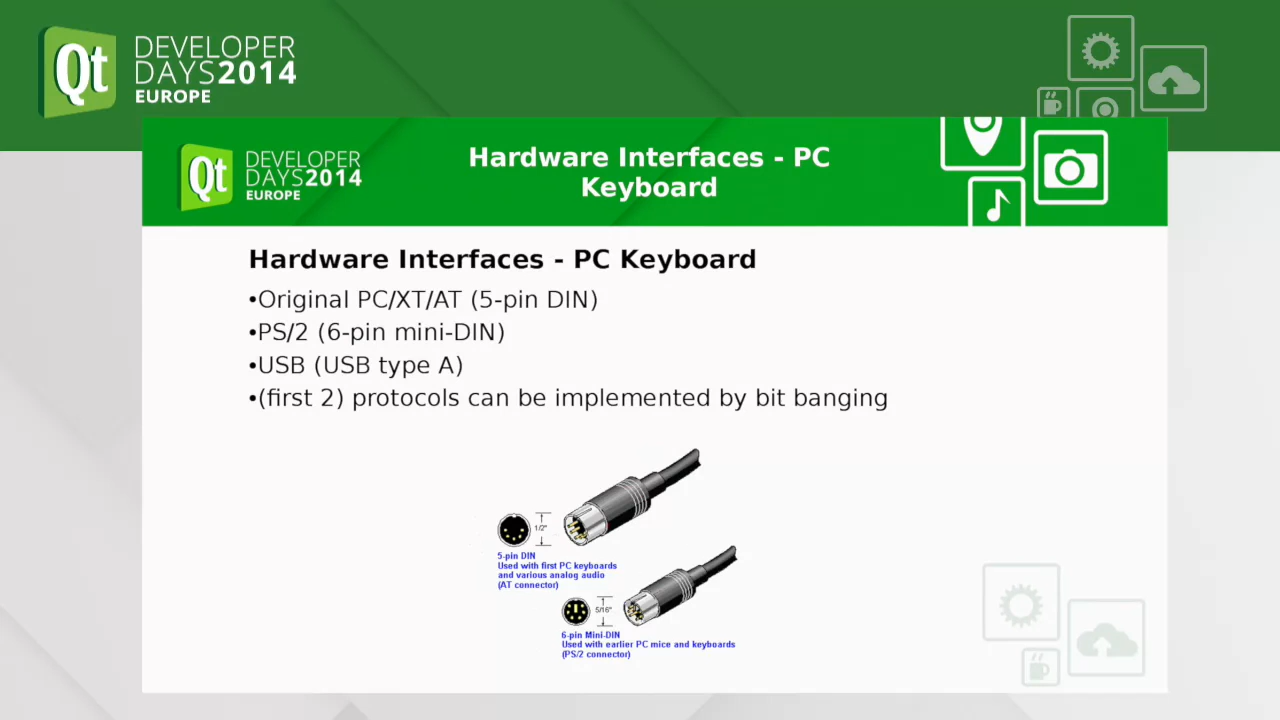 Qt
DEVELOPER
DAYS2014
EUROPE
Qt
DEVELOPER
DAYS2014
EUROPE
Hardware Interfaces - PC
Keyboard
Hardware Interfaces - PC Keyboard
•Original PC/XT/AT (5-pin DIN)
•PS/2 (6-pin mini-DIN)
•USB (USB type A)
•(first 2) protocols can be implemented by bit banging
1/2"
5-pin DIN
Used with first PC keyboards
and various analog audio
(AT connector)
5/16"
6-pin Mini-DIN
Used with earlier PC mice and keyboards
(PS/2 connector)